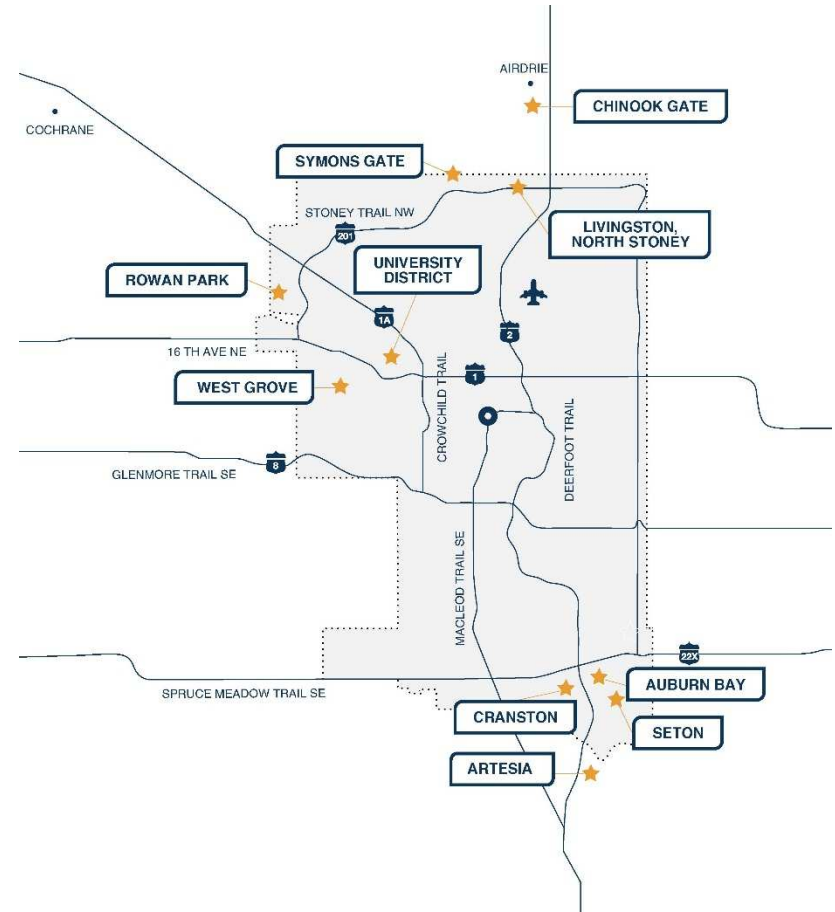 AIRDRIE
CHINOOK GATE
COCHRANE
SYMONS GATE
STONEY TRAIL NW
201
LIVINGSTON,
NORTH STONEY
UNIVERSITY
DISTRICT
ROWAN PARK
1A
2
16 TH AVE NE
1
WEST GROVE
CROWCHILD TRAIL
DEERFOOT TRAIL
8
GLENMORE TRAIL SE
MACLEOD TRAIL SE
22X
SPRUCE MEADOW TRAIL SE
AUBURN BAY
CRANSTON
SETON
ARTESIA